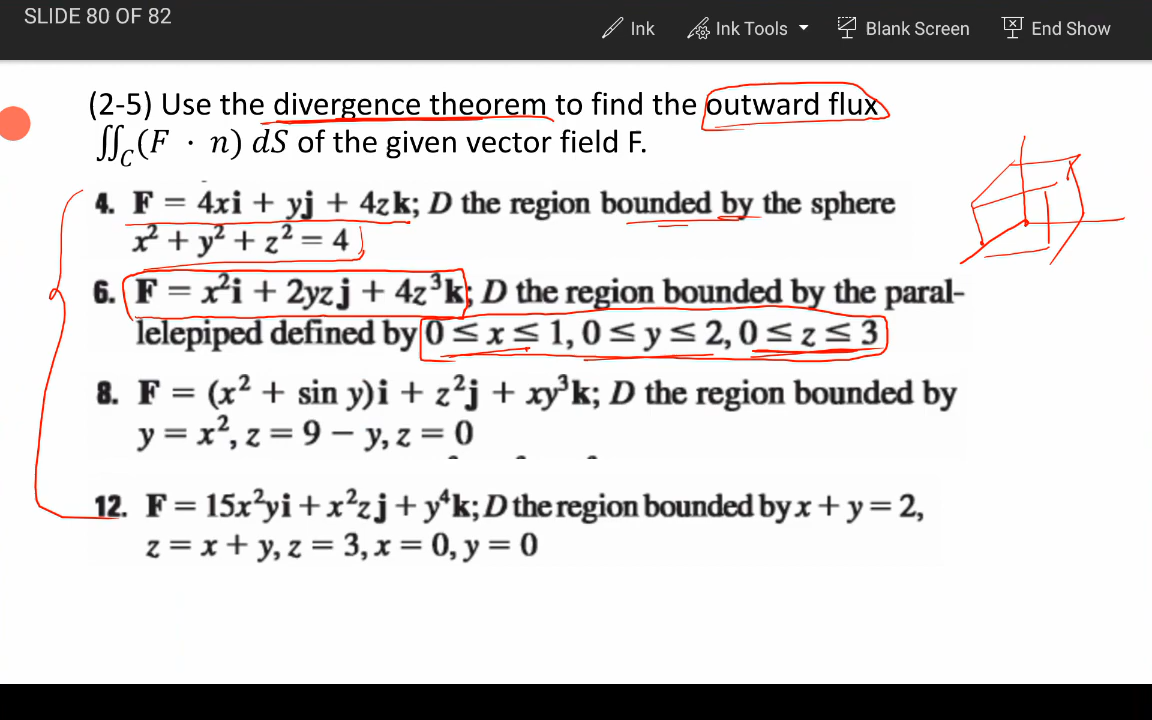 SLIDE 80 OF 82
Ink Ink Tools Blank Screen End Show
(2-5) Use the divergence theorem to find the outward flux
∬_C(F · n) dS of the given vector field F.
4. F = 4xi + yj + 4zk; D the region bounded by the sphere
x² + y² + z² = 4
6. F = x²i + 2yzj + 4z³k; D the region bounded by the paral-
lelepiped defined by 0 ≤ x ≤ 1, 0 ≤ y ≤ 2, 0 ≤ z ≤ 3
8. F = (x² + sin y)i + z²j + xy³k; D the region bounded by
y = x², z = 9 − y, z = 0
12. F = 15x²yi + x²zj + y⁴k; D the region bounded by x + y = 2,
z = x + y, z = 3, x = 0, y = 0